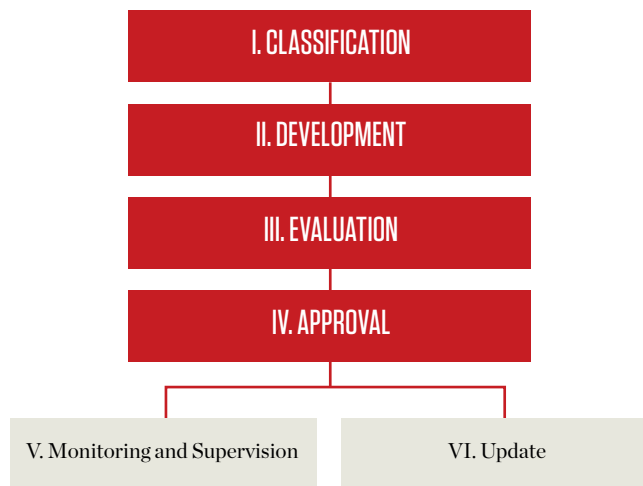 I. CLASSIFICATION
II. DEVELOPMENT
III. EVALUATION
IV. APPROVAL
V. Monitoring and Supervision
VI. Update